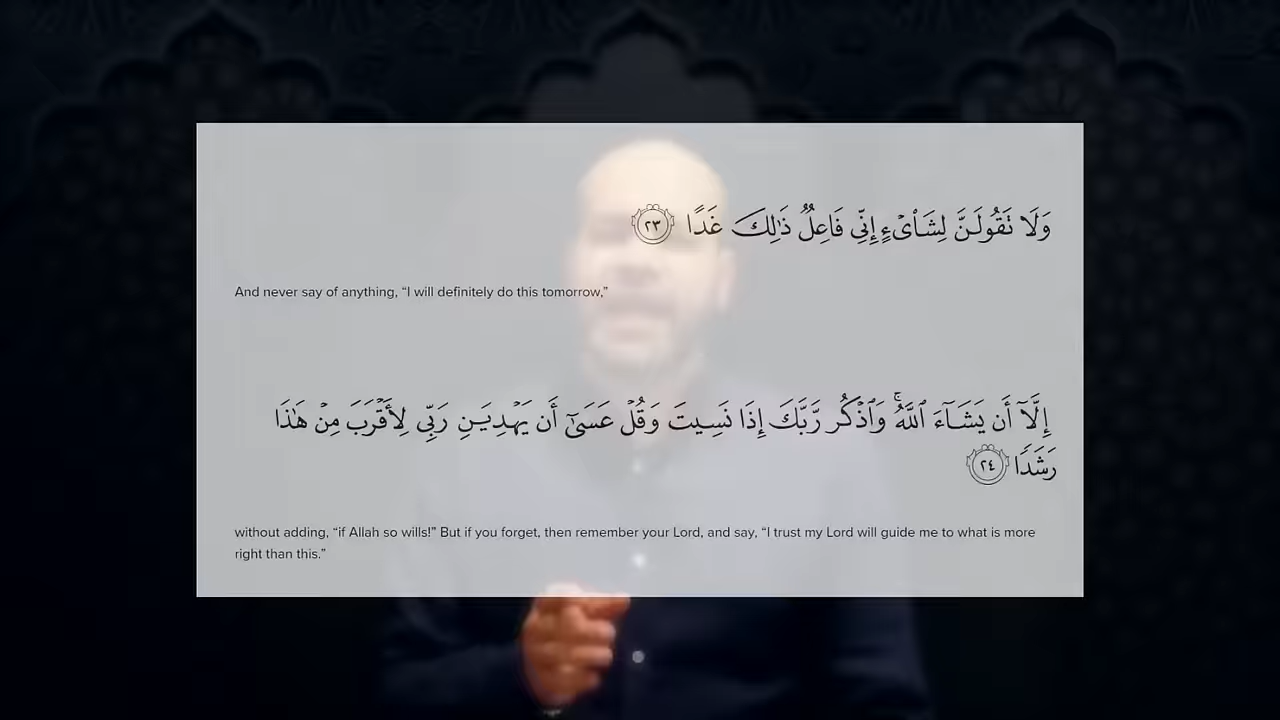 وَلَا تَقُولَنَّ لِشَا۟ىْءٍ إِنِّى فَاعِلٌ ذَٰلِكَ غَدًا ٢٣
And never say of anything, “I will definitely do this tomorrow,”
إِلَّآ أَن يَشَآءَ ٱللَّهُ ۚ وَٱذْكُر رَّبَّكَ إِذَا نَسِيتَ وَقُلْ عَسَىٰٓ أَن يَهْدِيَنِ رَبِّى لِأَقْرَبَ مِنْ هَـٰذَا
رَشَدًا ٢٤
without adding, “if Allah so wills!” But if you forget, then remember your Lord, and say, “I trust my Lord will guide me to what is more
right than this.”